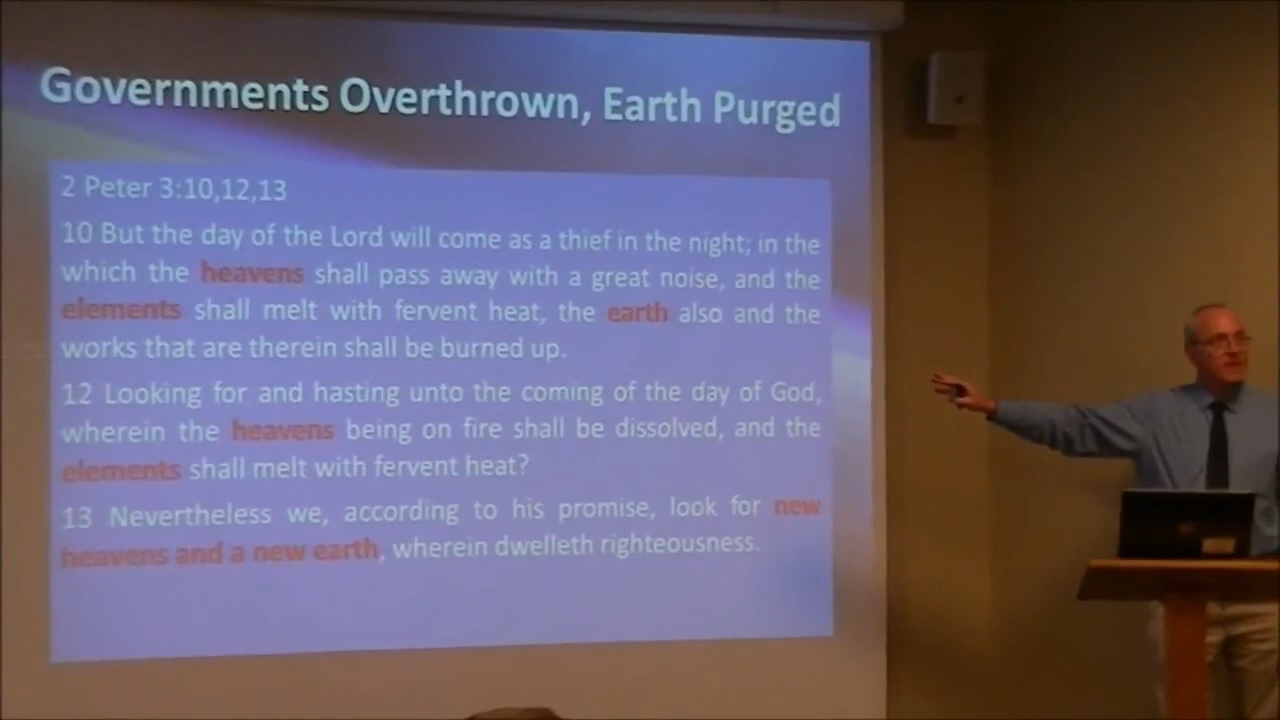 Governments Overthrown, Earth Purged
2 Peter 3:10,12,13
10 But the day of the Lord will come as a thief in the night; in the
which the heavens shall pass away with a great noise, and the
elements shall melt with fervent heat, the earth also and the
works that are therein shall be burned up.
12 Looking for and hasting unto the coming of the day of God,
wherein the heavens being on fire shall be dissolved, and the
elements shall melt with fervent heat?
13 Nevertheless we, according to his promise, look for new
heavens and a new earth, wherein dwelleth righteousness.